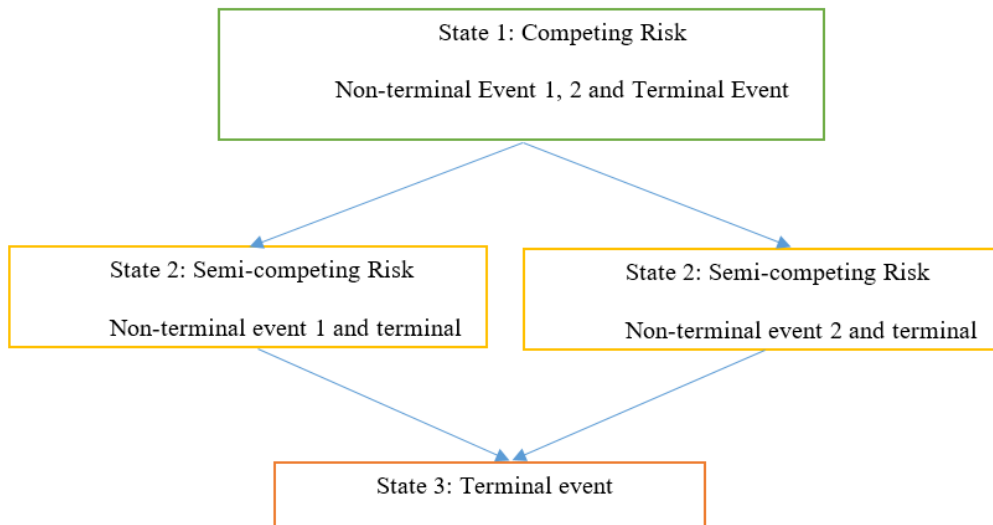 State 1: Competing Risk
Non-terminal Event 1, 2 and Terminal Event
State 2: Semi-competing Risk
Non-terminal event 1 and terminal
State 2: Semi-competing Risk
Non-terminal event 2 and terminal
State 3: Terminal event